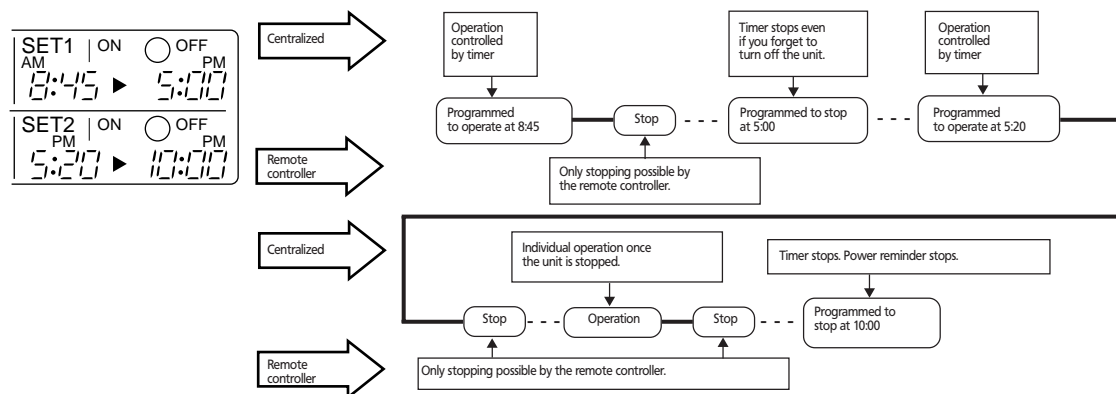 SET1 | ON OFF
AM PM
8:45 ▶ 5:00
SET2 | ON OFF
PM PM
5:20 ▶ 10:00
Centralized
Operation
controlled
by timer
Timer stops even
if you forget to
turn off the unit.
Operation
controlled
by timer
Programmed
to operate at 8:45
Stop
Programmed to stop
at 5:00
Programmed
to operate at 5:20
Remote
controller
Only stopping possible by
the remote controller.
Centralized
Individual operation once
the unit is stopped.
Timer stops. Power reminder stops.
Stop
Operation
Stop
Programmed to
stop at 10:00
Remote
controller
Only stopping possible by the remote controller.